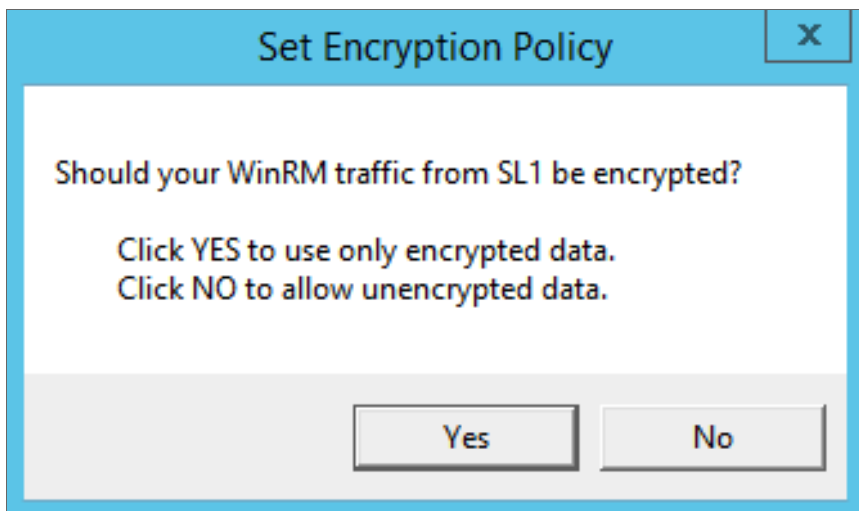 Set Encryption Policy
x
Should your WinRM traffic from SL1 be encrypted?
Click YES to use only encrypted data.
Click NO to allow unencrypted data.
Yes
No